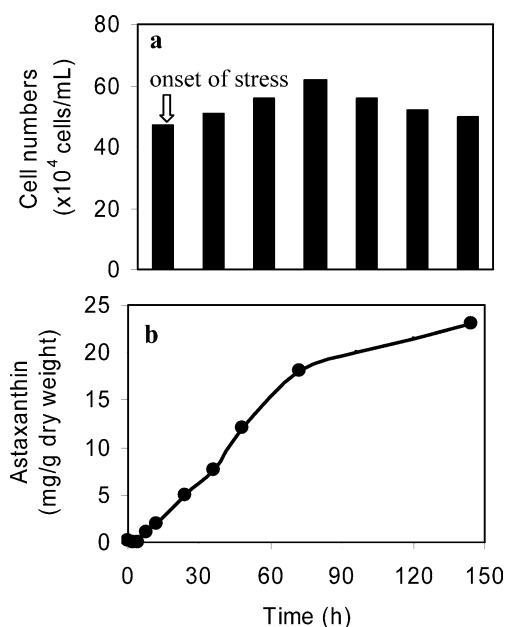 80
a
onset of stress
60
40
20
0
Cell numbers
(x10⁴ cells/mL)
25
b
20
15
10
5
0
Astaxanthin
(mg/g dry weight)
0 30 60 90 120 150
Time (h)